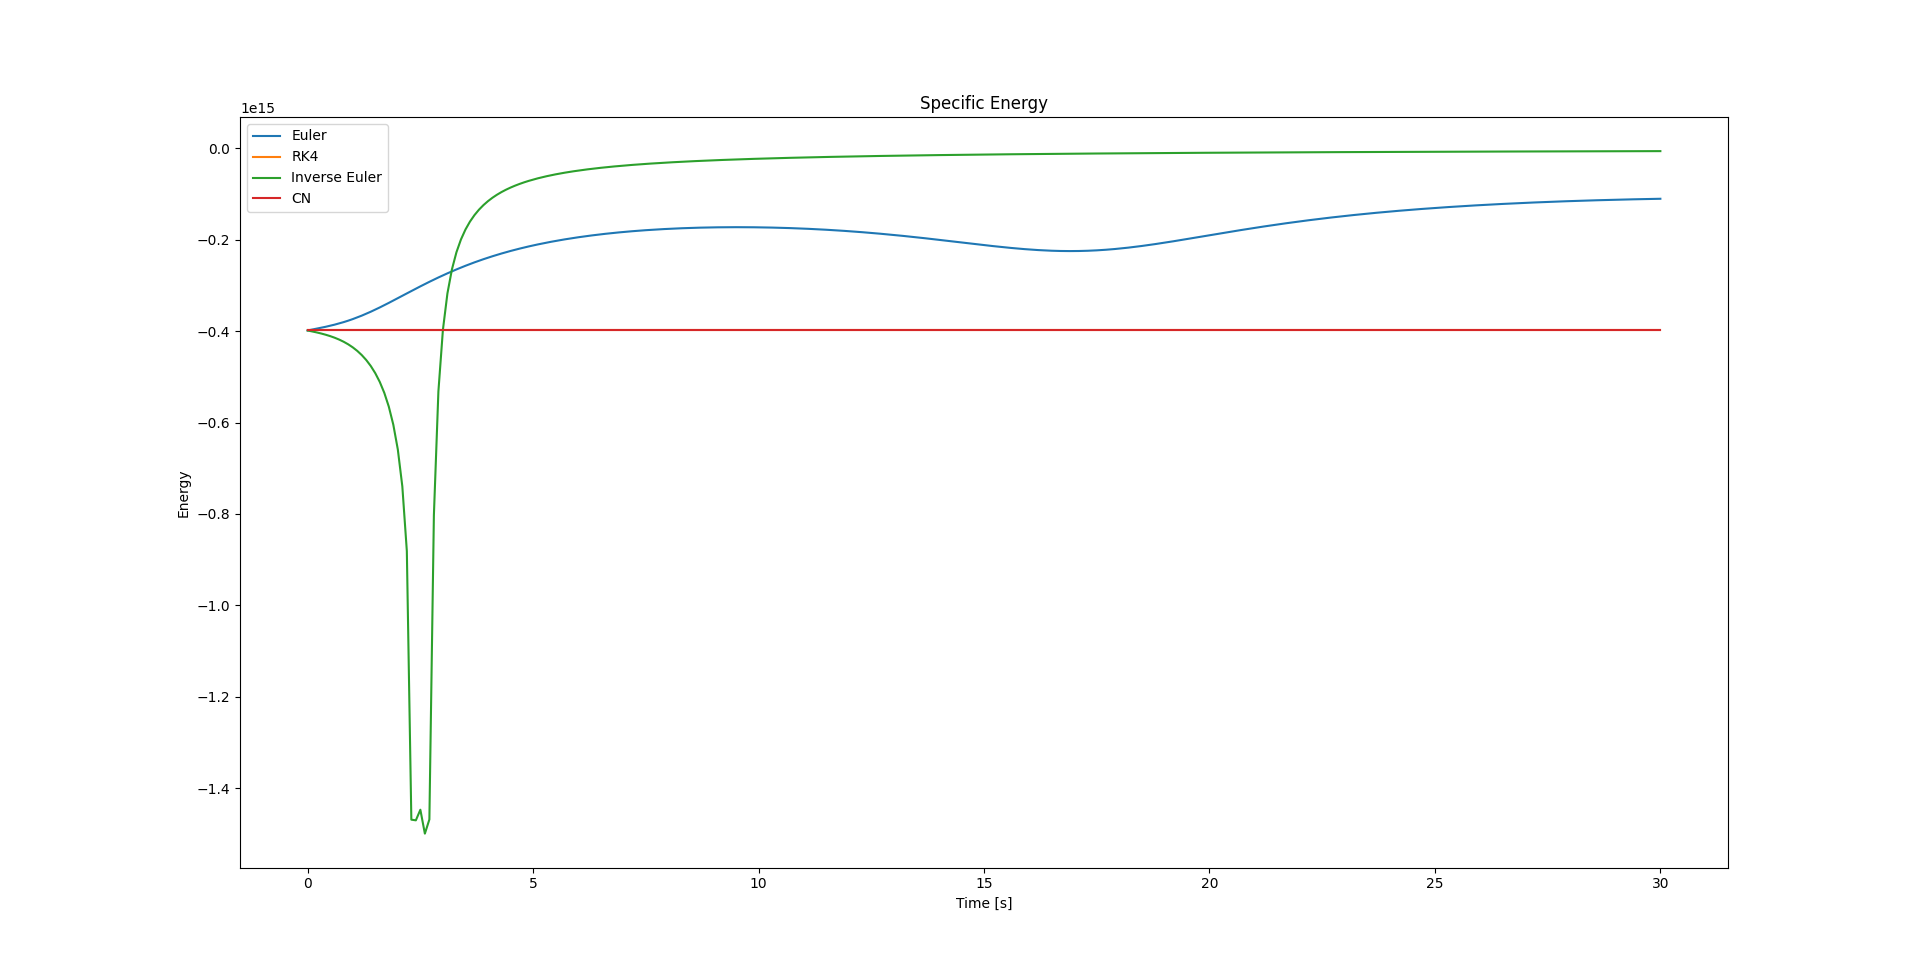 Specific Energy
1e15
Euler
RK4
Inverse Euler
CN
0.0
−0.2
−0.4
−0.6
−0.8
−1.0
−1.2
−1.4
Energy
0 5 10 15 20 25 30
Time [s]